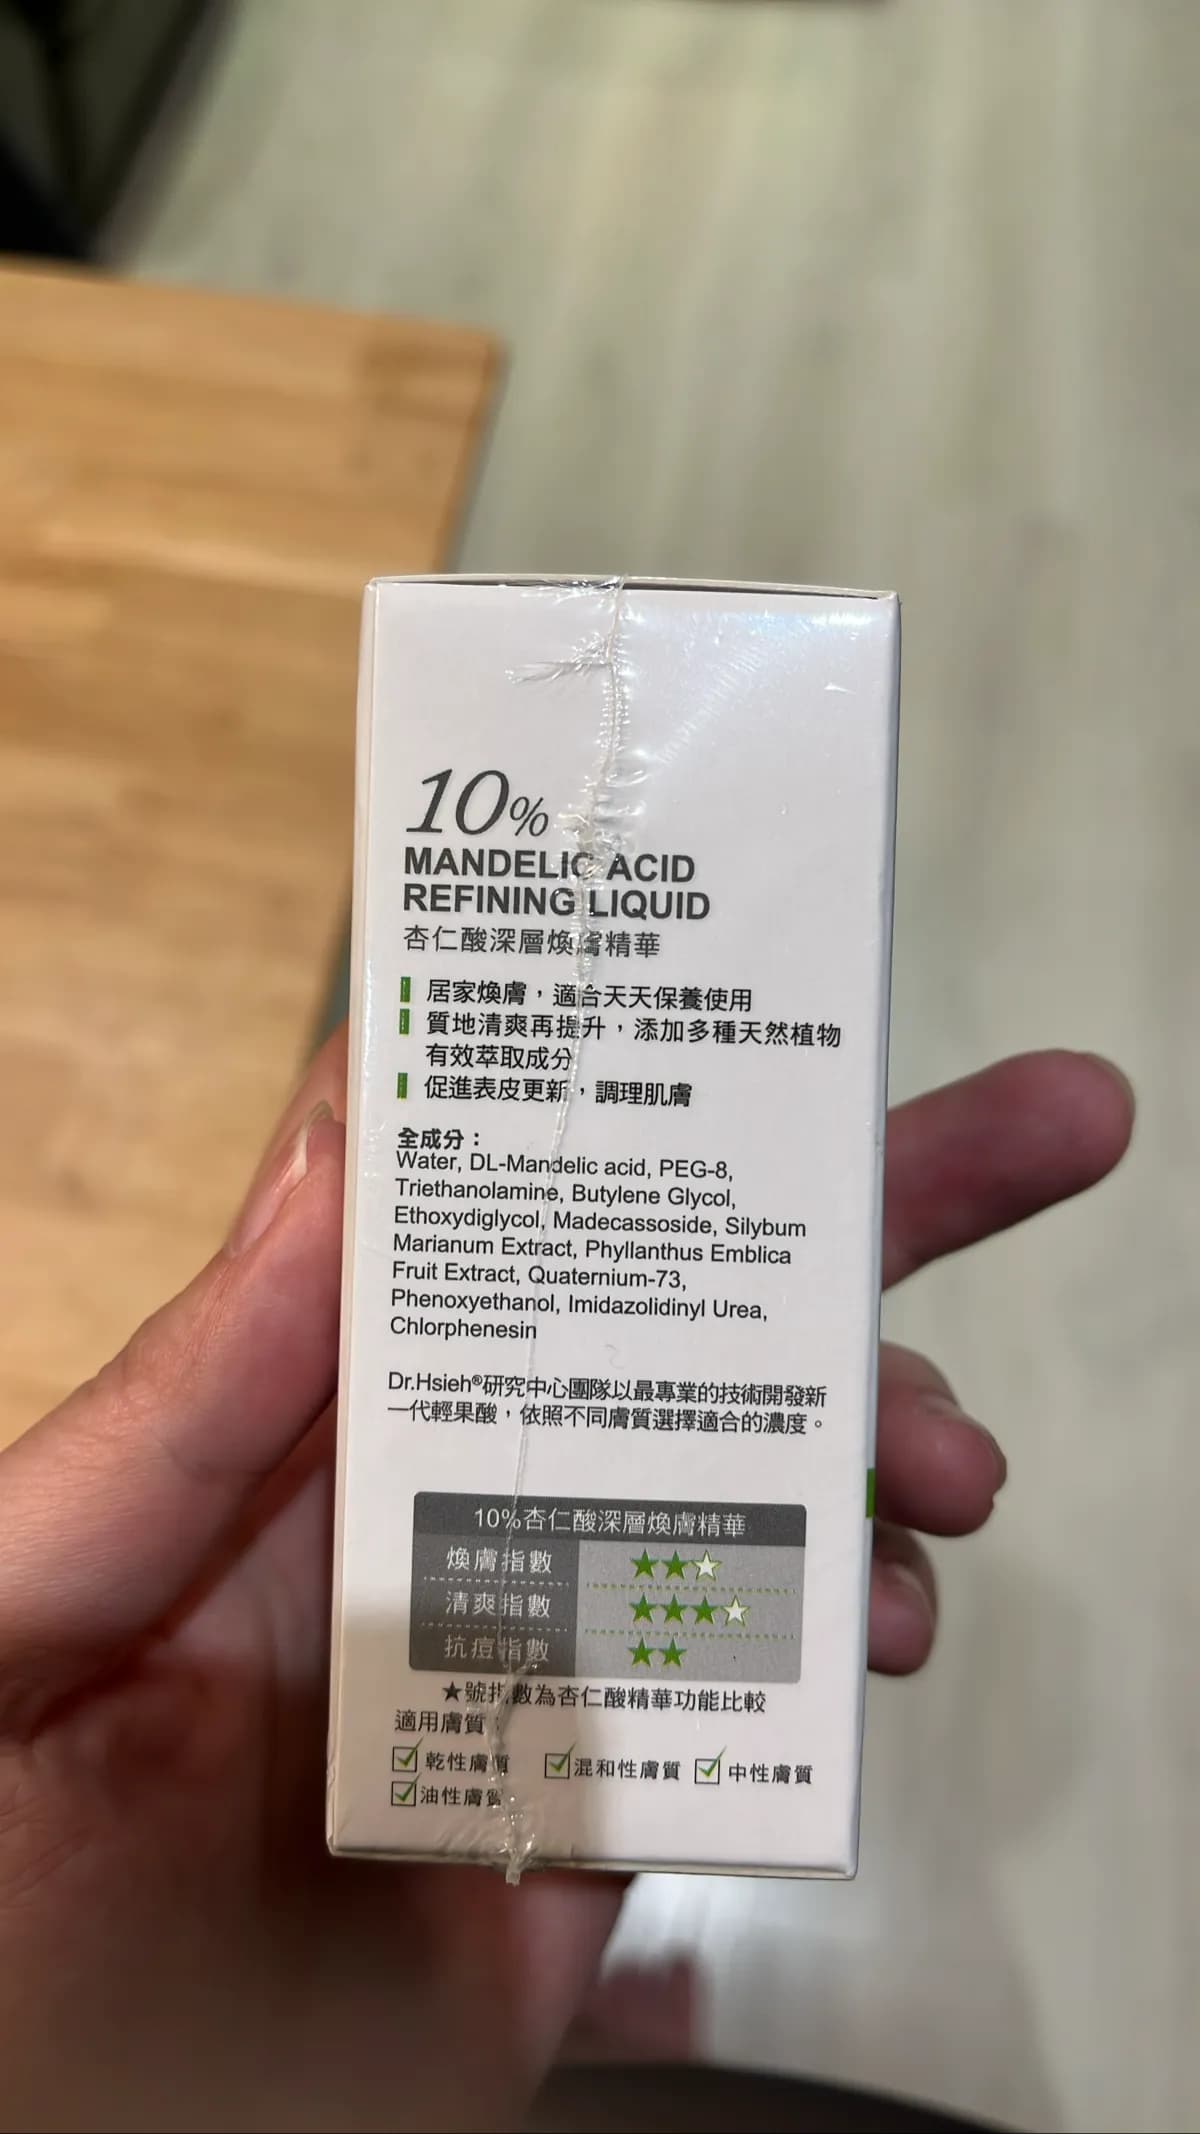 10%
MANDELIC ACID
REFINING LIQUID
杏仁酸深層煥膚精華
居家煥膚，適合天天保養使用
質地清爽再提升，添加多種天然植物
有效萃取成分
促進表皮更新，調理肌膚
全成分：
Water, DL-Mandelic acid, PEG-8,
Triethanolamine, Butylene Glycol,
Ethoxydiglycol, Madecassoside, Silybum
Marianum Extract, Phyllanthus Emblica
Fruit Extract, Quaternium-73,
Phenoxyethanol, Imidazolidinyl Urea,
Chlorphenesin
Dr.Hsieh®研究中心團隊以最專業的技術開發新
一代輕果酸，依照不同膚質選擇適合的濃度。
10%杏仁酸深層煥膚精華
煥膚指數 ★★☆
清爽指數 ★★★☆
抗痘指數 ★★
★號指數為杏仁酸精華功能比較
適用膚質：
☑乾性膚質 ☑混和性膚質 ☑中性膚質
☑油性膚質